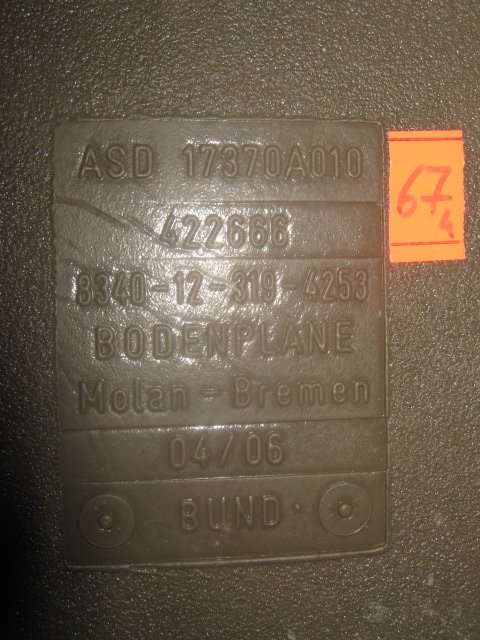 ASD 17370A010
422666
8340-12-319-4253
BODENPLANE
Molan - Bremen
04/06
BUND
67
4